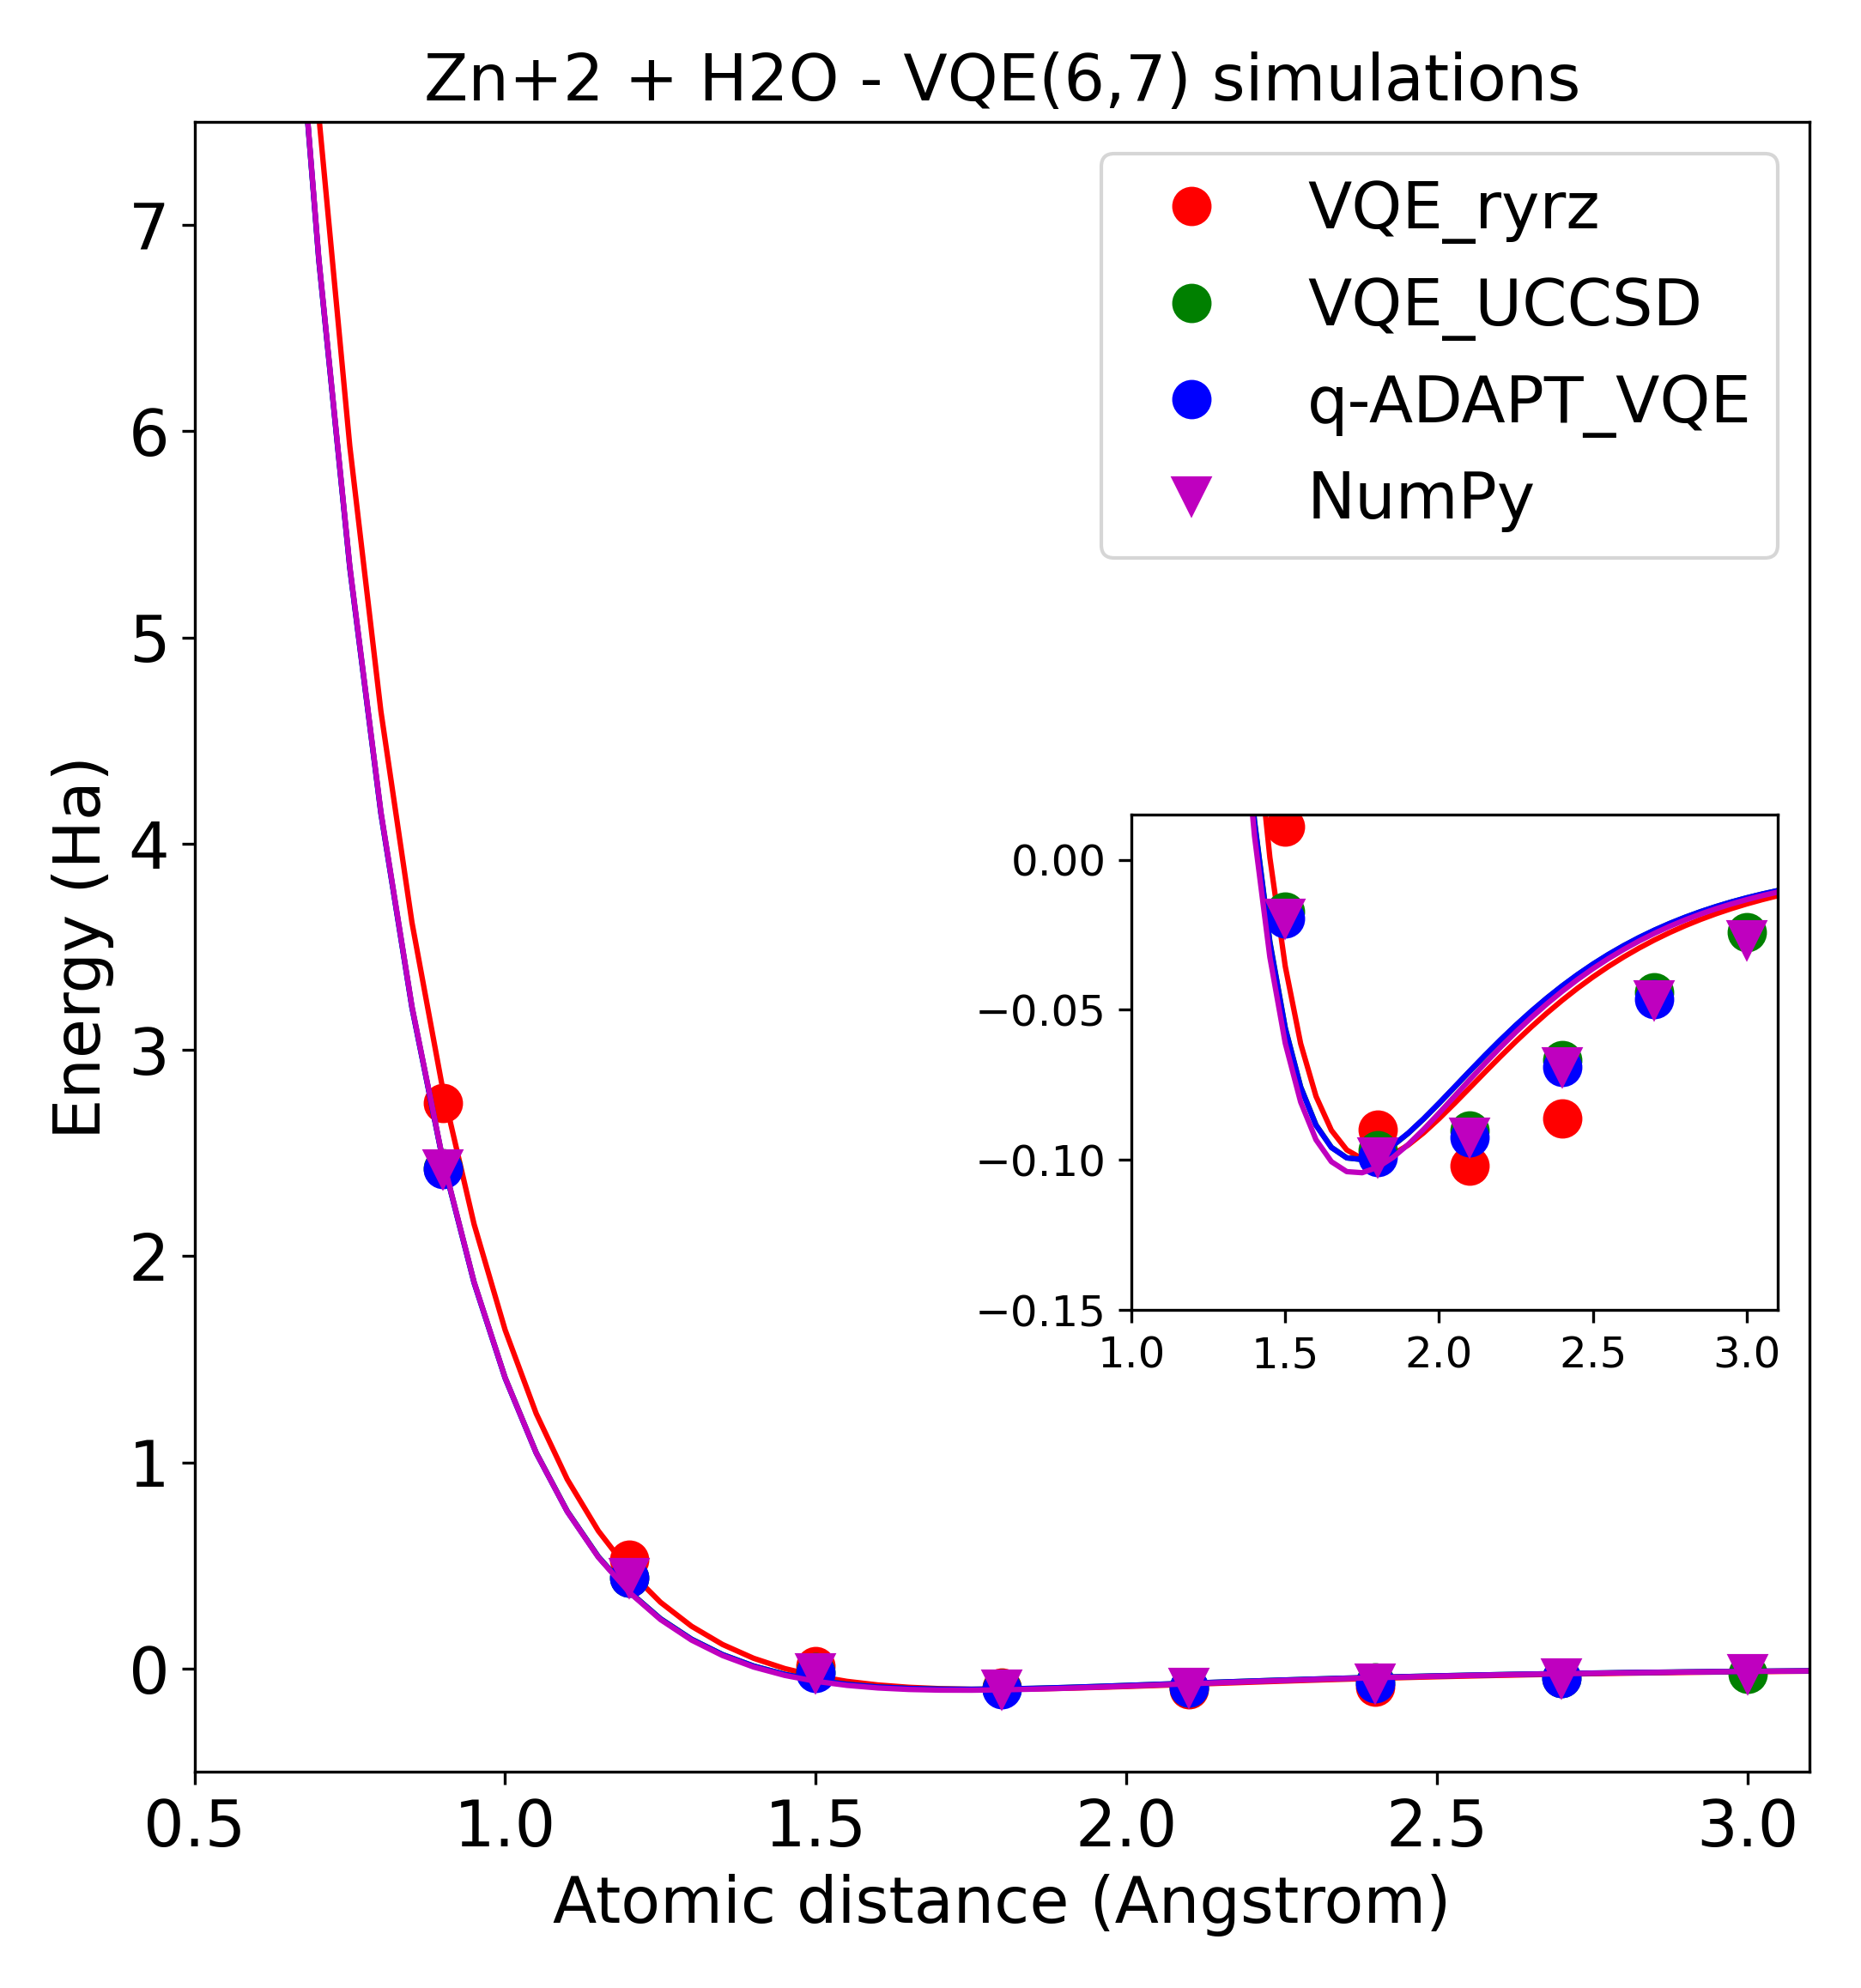 Zn+2 + H2O - VQE(6,7) simulations
VQE_ryrz
VQE_UCCSD
q-ADAPT_VQE
NumPy
Energy (Ha)
7
6
5
4
3
2
1
0
0.00
−0.05
−0.10
−0.15
1.0 1.5 2.0 2.5 3.0
0.5 1.0 1.5 2.0 2.5 3.0
Atomic distance (Angstrom)